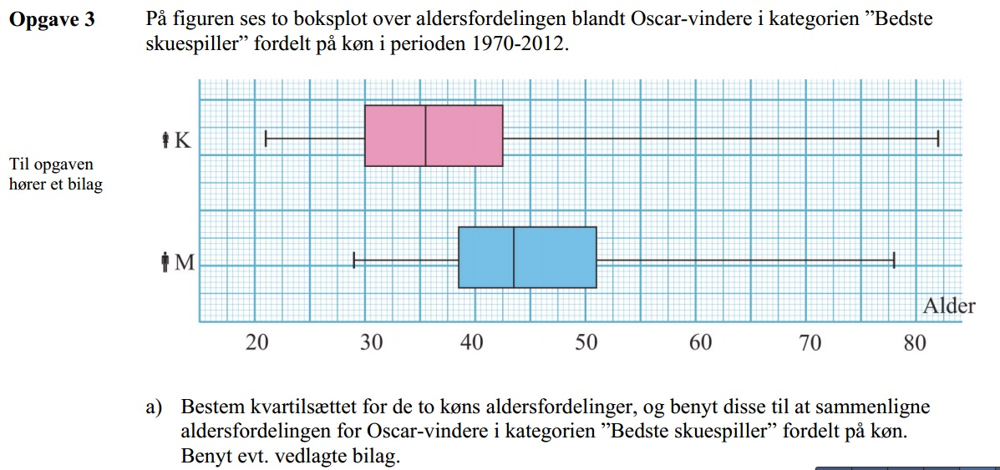 Opgave 3
På figuren ses to boksplot over aldersfordelingen blandt Oscar-vindere i kategorien ”Bedste
skuespiller” fordelt på køn i perioden 1970-2012.
K
Til opgaven
hører et bilag
M
Alder
20 30 40 50 60 70 80
a) Bestem kvartilsættet for de to køns aldersfordelinger, og benyt disse til at sammenligne
aldersfordelingen for Oscar-vindere i kategorien ”Bedste skuespiller” fordelt på køn.
Benyt evt. vedlagte bilag.